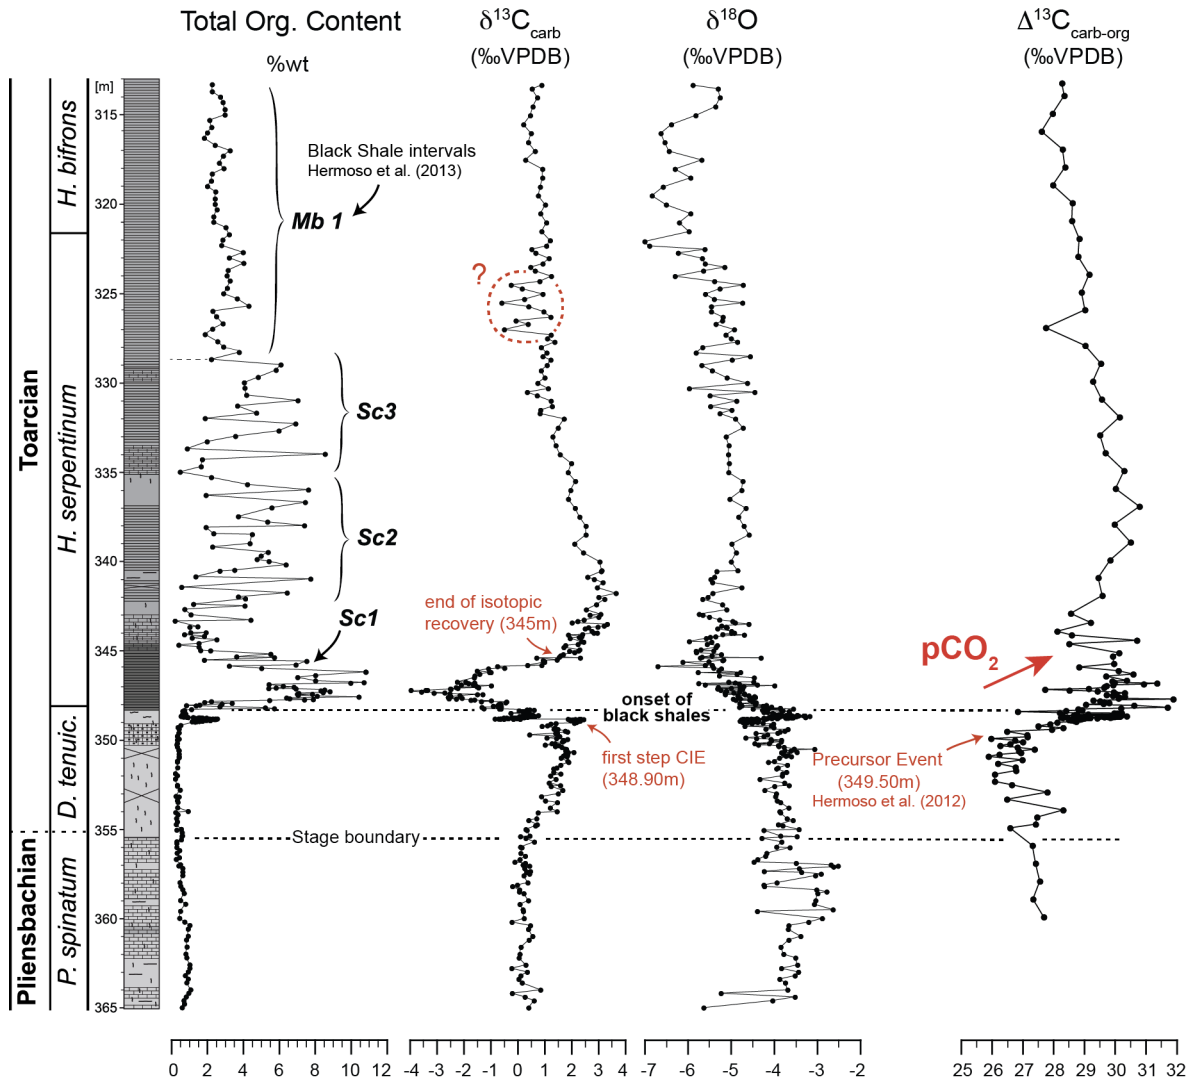 Total Org. Content
%wt
δ13Ccarb
(‰VPDB)
δ18O
(‰VPDB)
Δ13Ccarb-org
(‰VPDB)
[m]
315
320
325
330
335
340
345
350
355
360
365
Toarcian
Pliensbachian
H. bifrons
H. serpentinum
D. tenuic.
P. spinatum
Black Shale intervals
Hermoso et al. (2013)
Mb 1
Sc3
Sc2
Sc1
?
end of isotopic
recovery (345m)
pCO2
onset of
black shales
first step CIE
(348.90m)
Precursor Event
(349.50m)
Hermoso et al. (2012)
Stage boundary
0 2 4 6 8 10 12
-4 -3 -2 -1 0 1 2 3 4
-7 -6 -5 -4 -3 -2
25 26 27 28 29 30 31 32